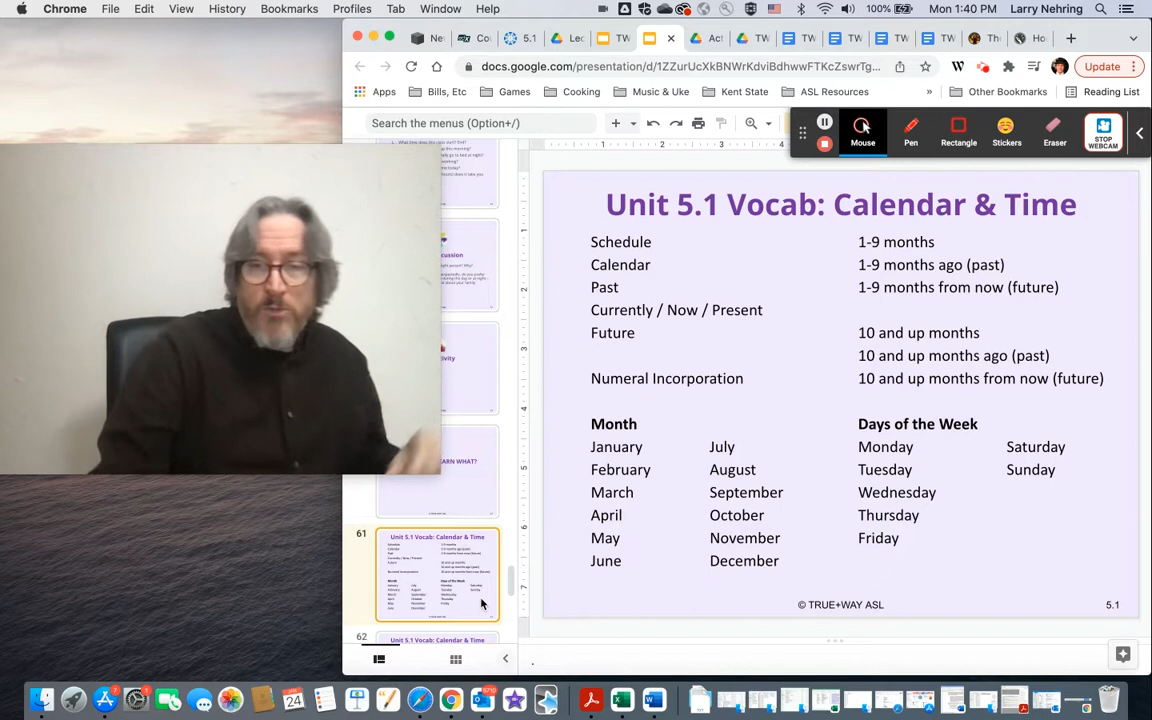 Chrome File Edit View History Bookmarks Profiles Tab Window Help 100% Mon 1:40 PM Larry Nehring
5.1
docs.google.com/presentation/d/1ZZurUcXkBNWrKdviBdhwwFTKcZswrTg...
Update
Apps Bills, Etc Games Cooking Music & Uke Kent State ASL Resources » Other Bookmarks Reading List
Search the menus (Option+/)
Mouse Pen Rectangle Stickers Eraser STOP WEBCAM
Unit 5.1 Vocab: Calendar & Time
Schedule 1-9 months
Calendar 1-9 months ago (past)
Past 1-9 months from now (future)
Currently / Now / Present
Future 10 and up months
10 and up months ago (past)
Numeral Incorporation 10 and up months from now (future)
Month Days of the Week
January July Monday Saturday
February August Tuesday Sunday
March September Wednesday
April October Thursday
May November Friday
June December
© TRUE+WAY ASL 5.1
61
Unit 5.1 Vocab: Calendar & Time
62
Unit 5.1 Vocab: Calendar & Time